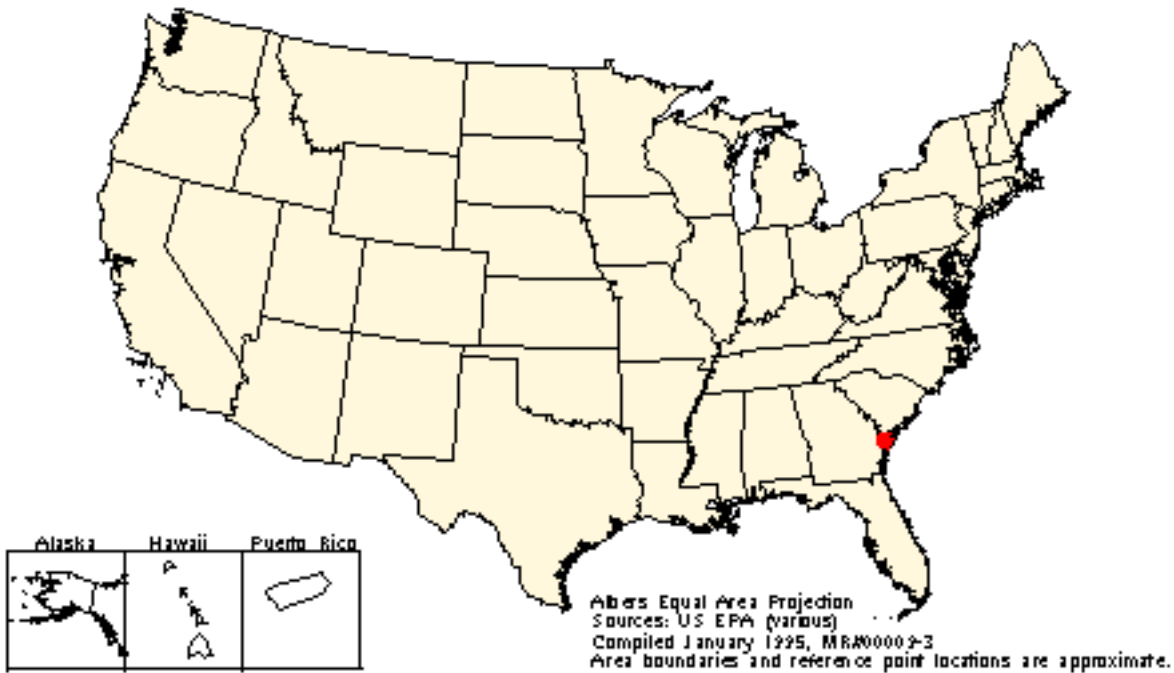 Alaska
Hawaii
Puerto Rico
Albers Equal Area Projection
Sources: US EPA (various)
Compiled January 1995, MR#00009-3
Area boundaries and reference point locations are approximate.